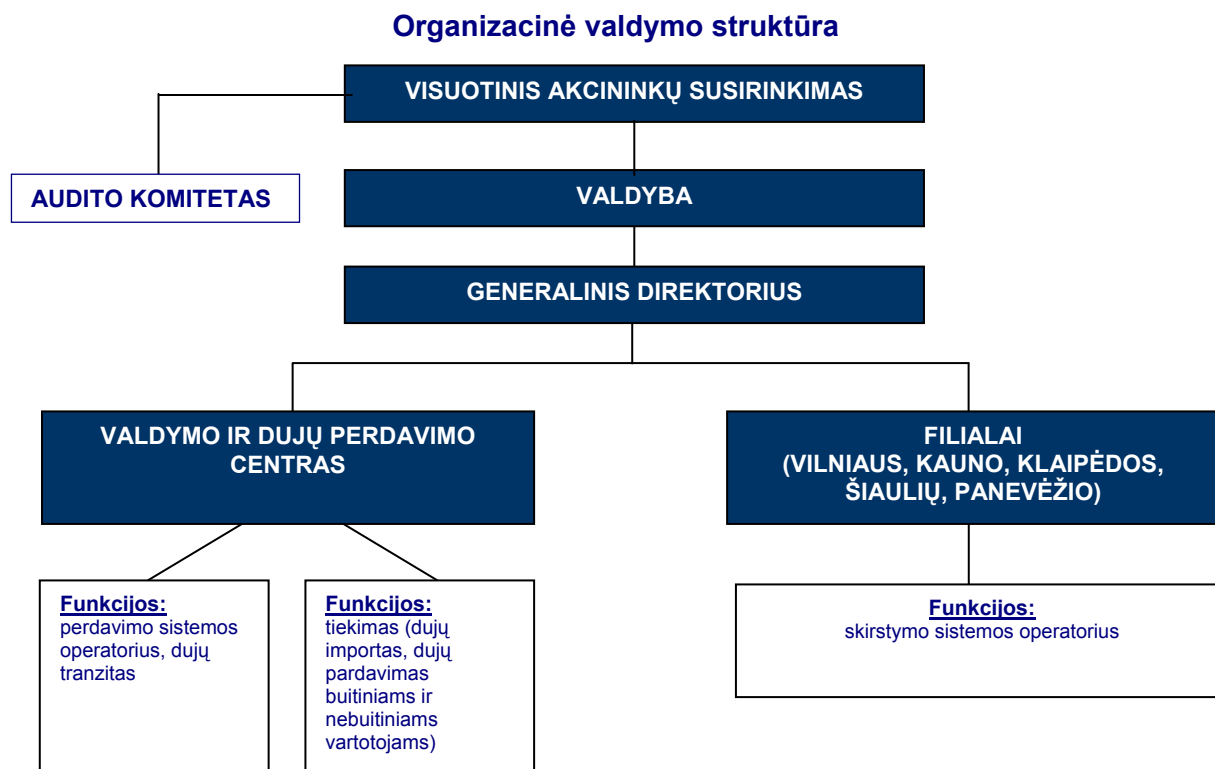 Organizacinė valdymo struktūra
VISUOTINIS AKCININKŲ SUSIRINKIMAS
AUDITO KOMITETAS
VALDYBA
GENERALINIS DIREKTORIUS
VALDYMO IR DUJŲ PERDAVIMO
CENTRAS
FILIALAI
(VILNIAUS, KAUNO, KLAIPĖDOS,
ŠIAULIŲ, PANEVĖŽIO)
Funkcijos:
perdavimo sistemos
operatorius, dujų
tranzitas
Funkcijos:
tiekimas (dujų
importas, dujų
pardavimas
buitiniams ir
nebuitiniams
vartotojams)
Funkcijos:
skirstymo sistemos operatorius